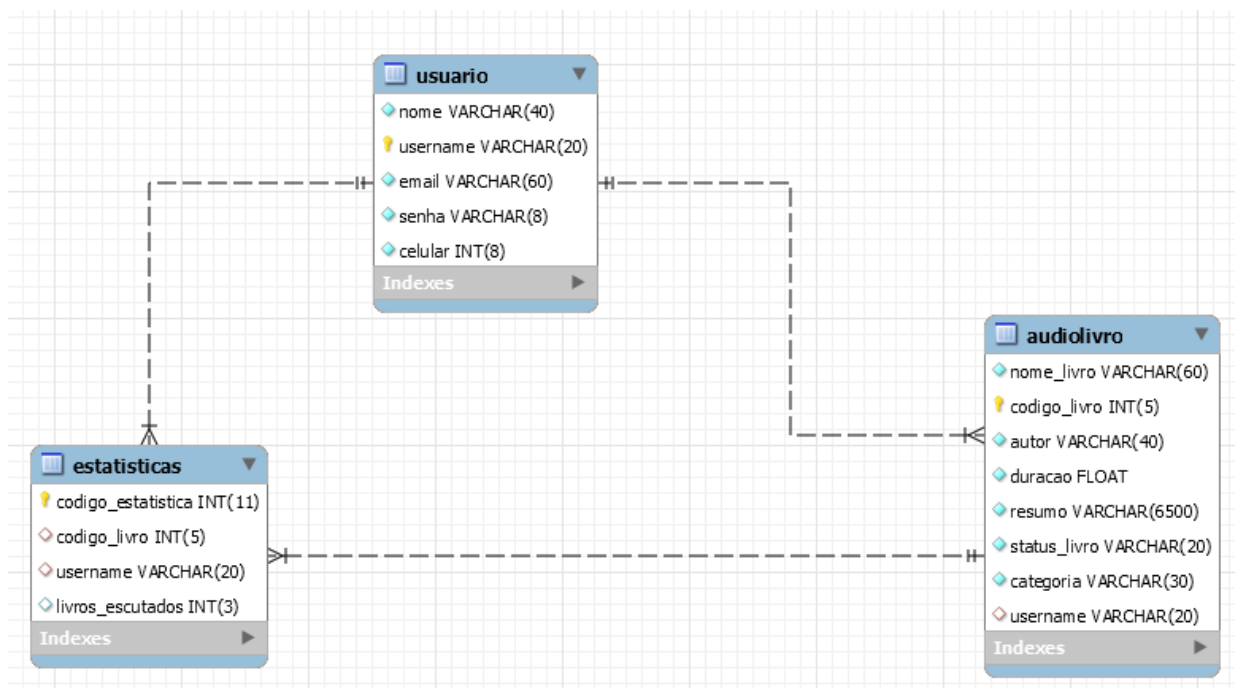 usuario
nome VARCHAR(40)
username VARCHAR(20)
email VARCHAR(60)
senha VARCHAR(8)
celular INT(8)
Indexes
audiolivro
nome_livro VARCHAR(60)
codigo_livro INT(5)
autor VARCHAR(40)
duracao FLOAT
resumo VARCHAR(6500)
status_livro VARCHAR(20)
categoria VARCHAR(30)
username VARCHAR(20)
Indexes
estatisticas
codigo_estatistica INT(11)
codigo_livro INT(5)
username VARCHAR(20)
livros_escutados INT(3)
Indexes